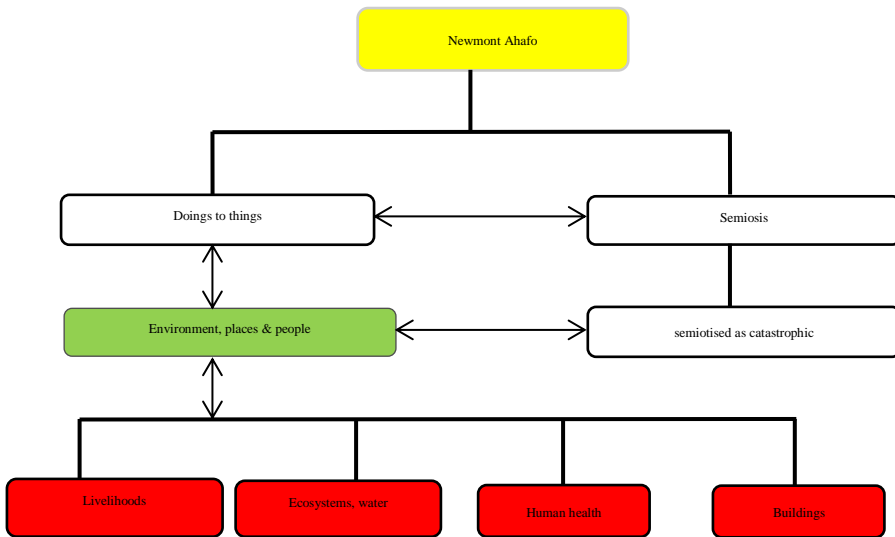 Newmont Ahafo
Doings to things
Semiosis
Environment, places & people
semiotised as catastrophic
Livelihoods
Ecosystems, water
Human health
Buildings